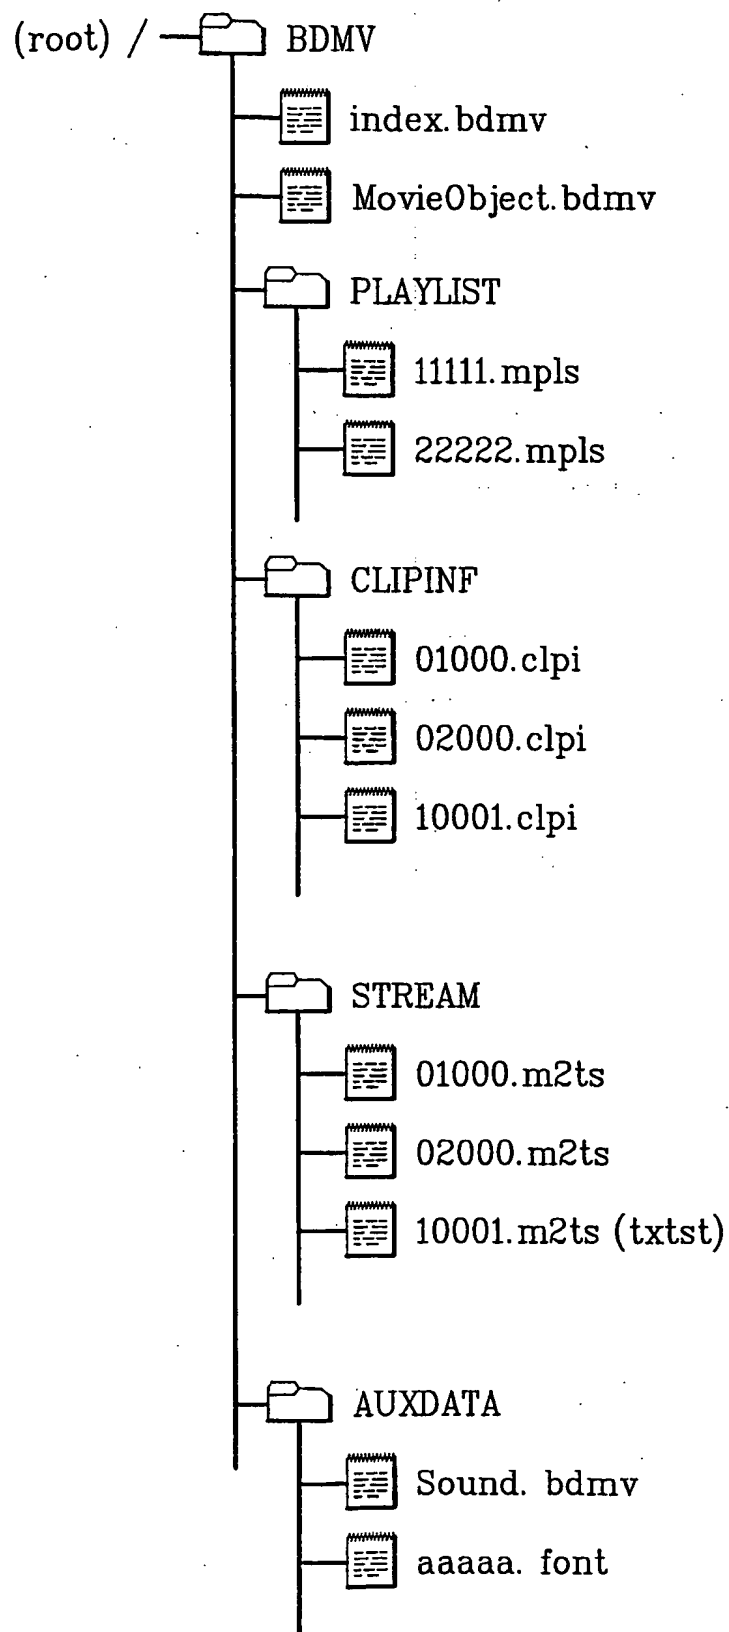 (root) / BDMV
index.bdmv
MovieObject.bdmv
PLAYLIST
11111.mpls
22222.mpls
CLIPINF
01000.clpi
02000.clpi
10001.clpi
STREAM
01000.m2ts
02000.m2ts
10001.m2ts (txtst)
AUXDATA
Sound. bdmv
aaaaa. font